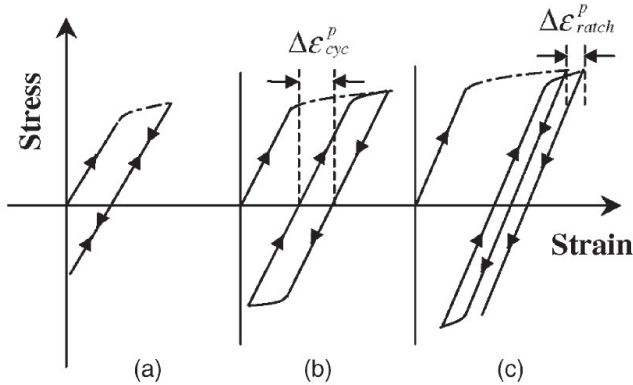 Δε^p_cyc
Δε^p_ratch
Stress
Strain
(a)
(b)
(c)